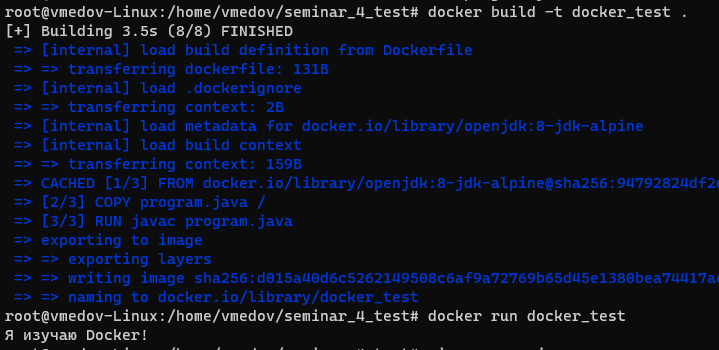 root@vmedov-Linux:/home/vmedov/seminar_4_test# docker build -t docker_test .
[+] Building 3.5s (8/8) FINISHED
=> [internal] load build definition from Dockerfile
=> => transferring dockerfile: 131B
=> [internal] load .dockerignore
=> => transferring context: 2B
=> [internal] load metadata for docker.io/library/openjdk:8-jdk-alpine
=> [internal] load build context
=> => transferring context: 159B
=> CACHED [1/3] FROM docker.io/library/openjdk:8-jdk-alpine@sha256:94792824df2
=> [2/3] COPY program.java /
=> [3/3] RUN javac program.java
=> exporting to image
=> => exporting layers
=> => writing image sha256:d015a40d6c5262149508c6af9a72769b65d45e1380bea74417a
=> => naming to docker.io/library/docker_test
root@vmedov-Linux:/home/vmedov/seminar_4_test# docker run docker_test
Я изучаю Docker!